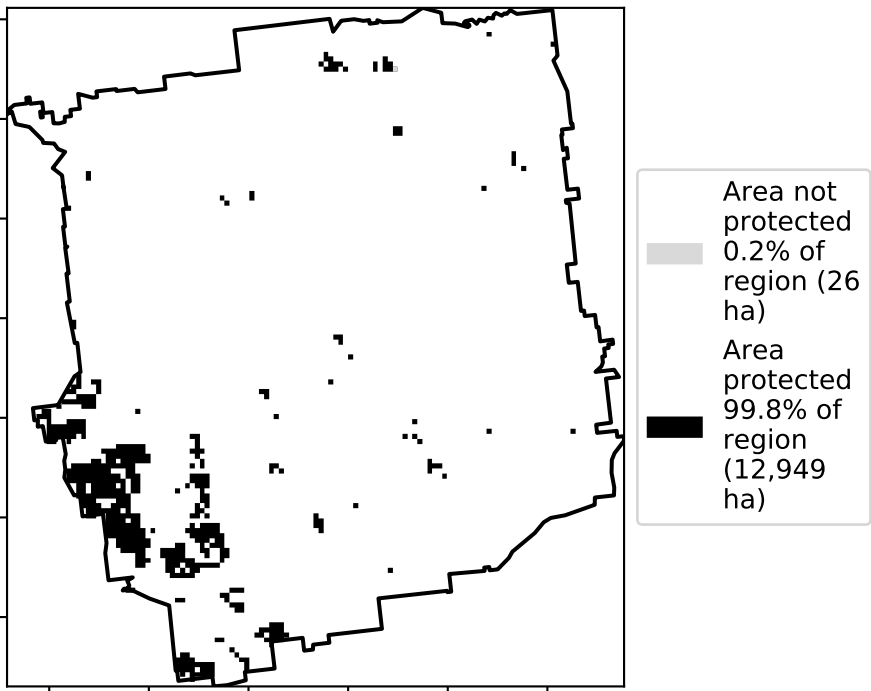 Area not
protected
0.2% of
region (26
ha)
Area
protected
99.8% of
region
(12,949
ha)